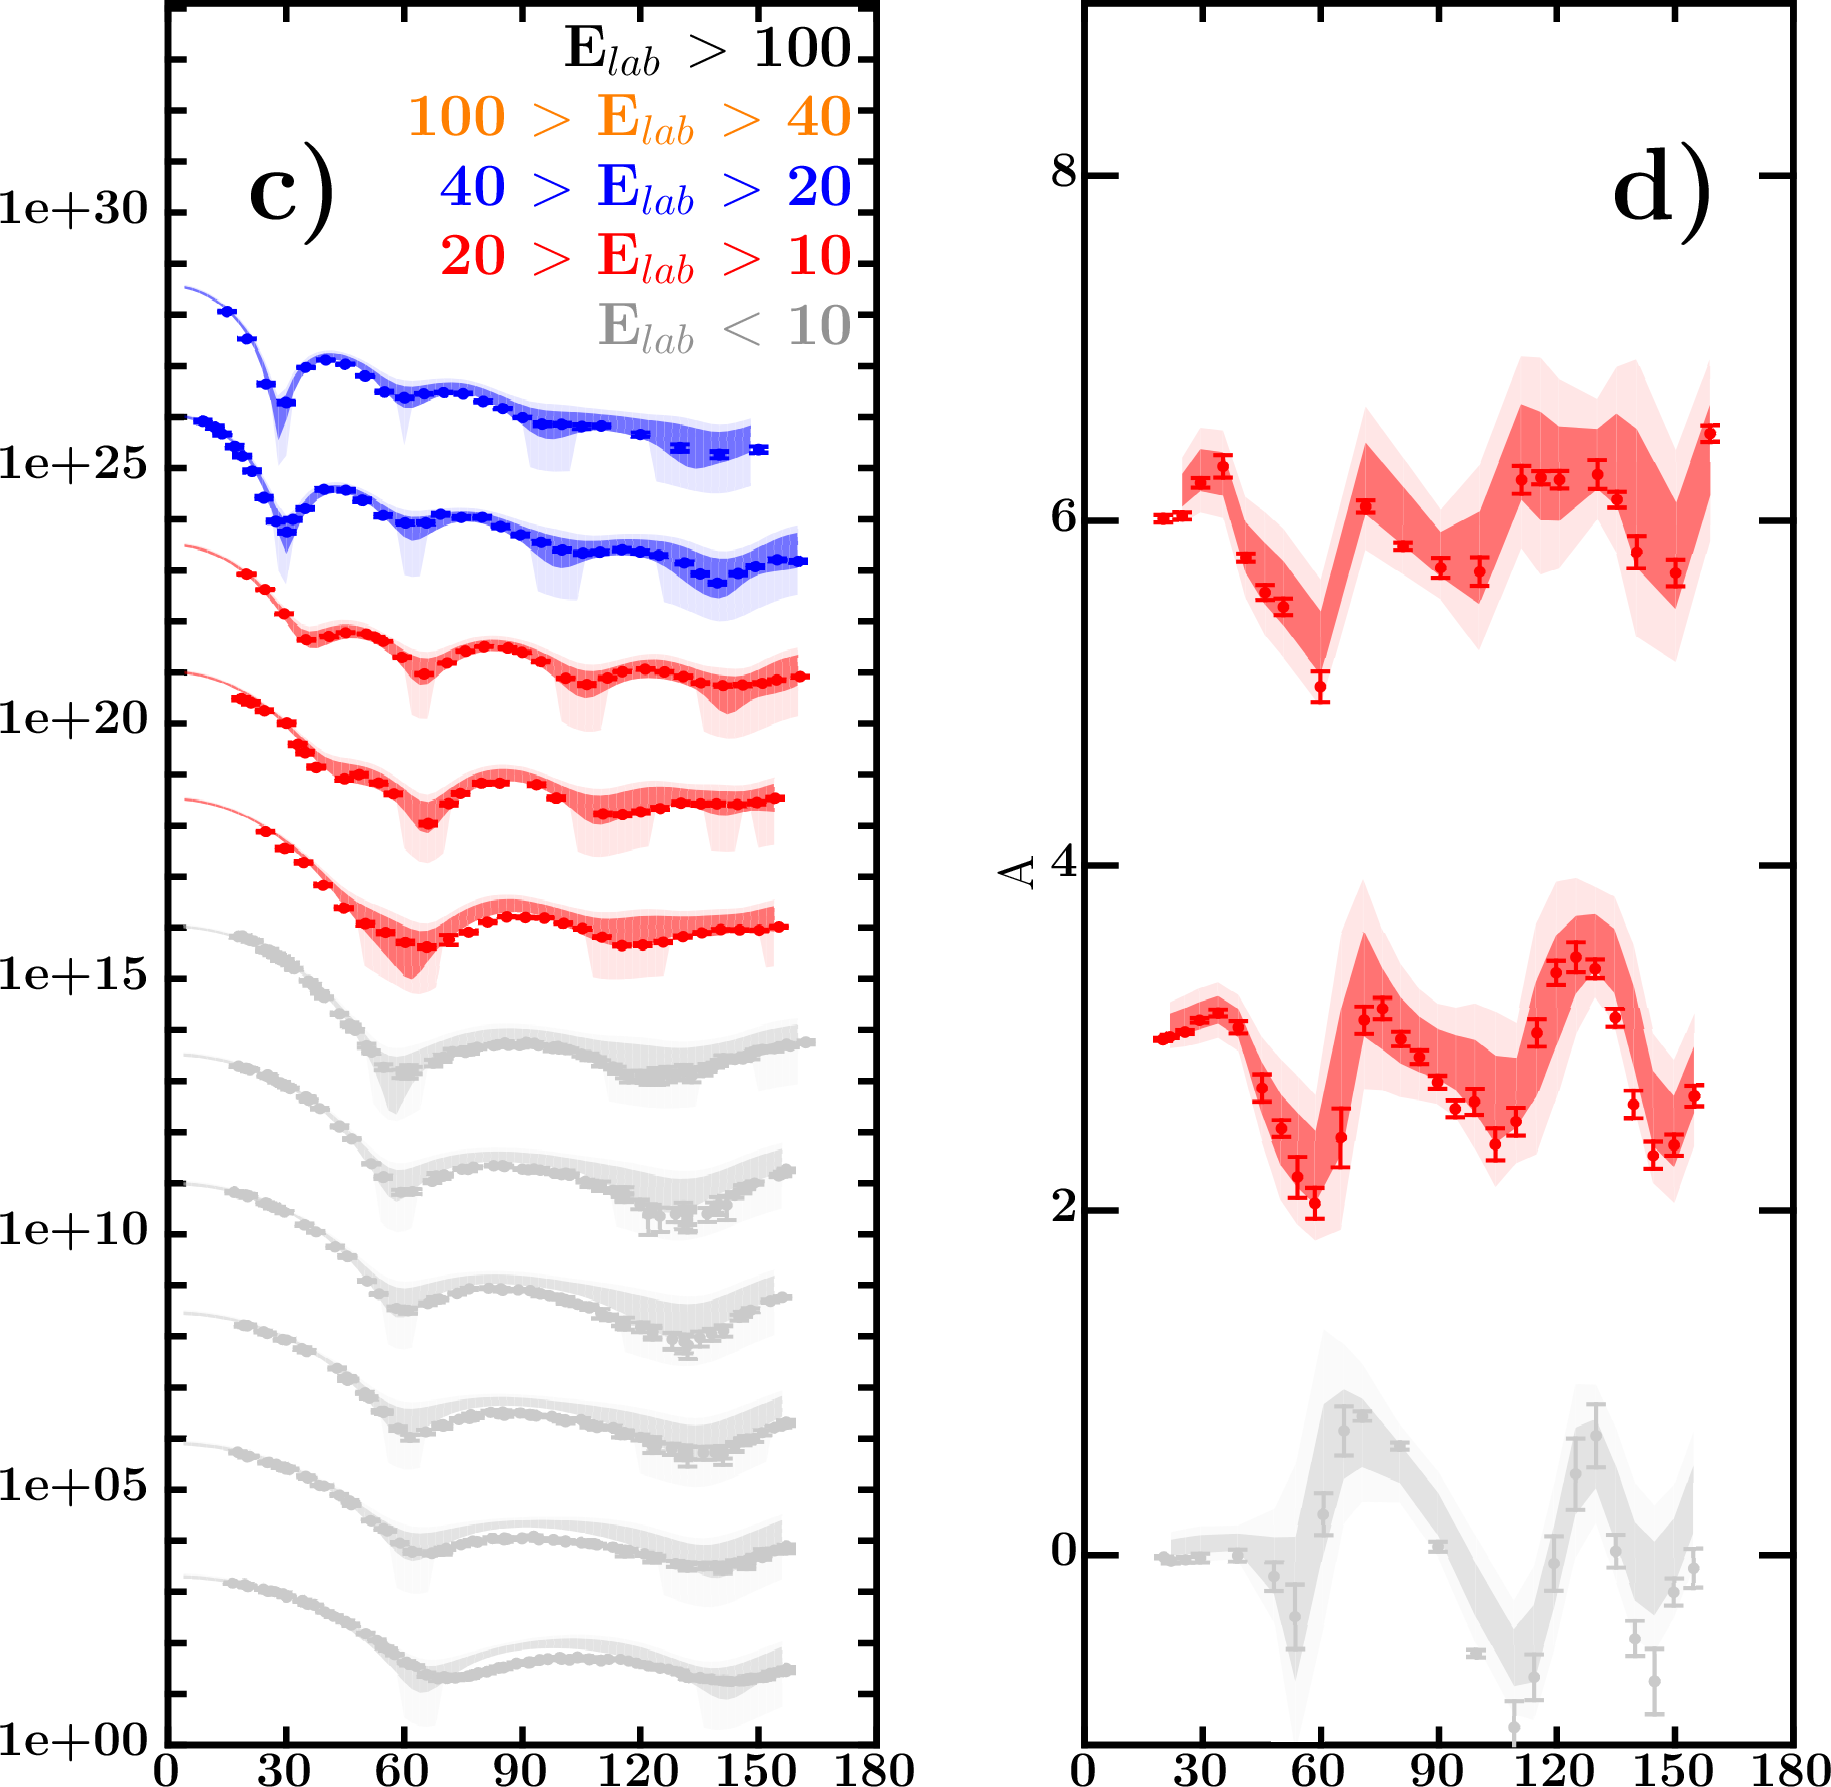 E_lab > 100
100 > E_lab > 40
c)
40 > E_lab > 20
20 > E_lab > 10
E_lab < 10
1e+30
1e+25
1e+20
1e+15
1e+10
1e+05
1e+00
0 30 60 90 120 150 180
d)
A
8
6
4
2
0
0 30 60 90 120 150 180